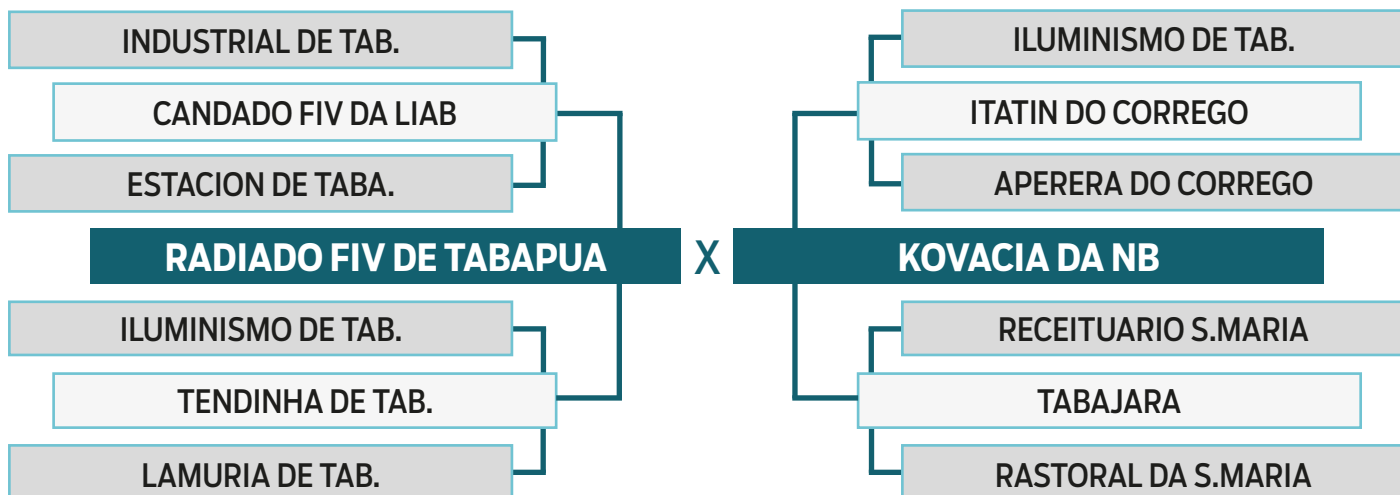 INDUSTRIAL DE TAB.
CANDADO FIV DA LIAB
ESTACION DE TABA.
RADIADO FIV DE TABAPUA
ILUMINISMO DE TAB.
TENDINHA DE TAB.
LAMURIA DE TAB.
X
ILUMINISMO DE TAB.
ITATIN DO CORREGO
APERERA DO CORREGO
KOVACIA DA NB
RECEITUARIO S.MARIA
TABAJARA
RASTORAL DA S.MARIA